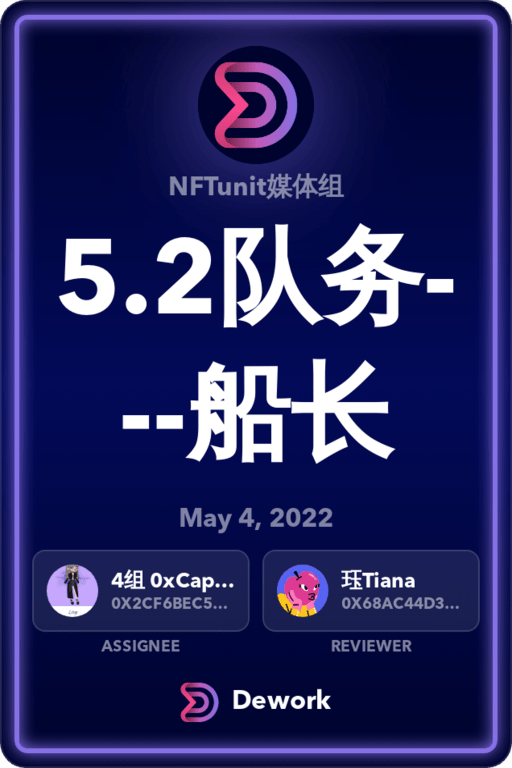 NFTunit媒体组
5.2队务-
--船长
May 4, 2022
4组 0xCap...
0X2CF6BEC5...
ASSIGNEE
珏Tiana
0X68AC44D3...
REVIEWER
Dework